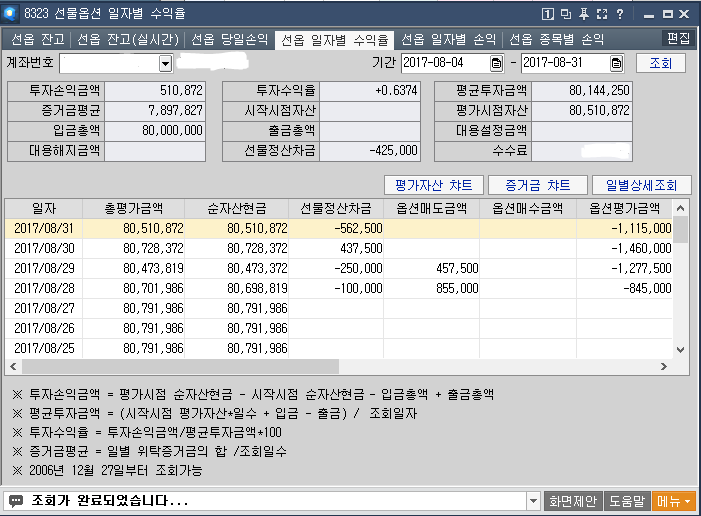 8323 선물옵션 일자별 수익율
선옵 잔고 선옵 잔고(실시간) 선옵 당일손익 선옵 일자별 수익율 선옵 일자별 손익 선옵 종목별 손익 편집
계좌번호 기간 2017-08-04 - 2017-08-31 조회
투자손익금액 510,872 투자수익율 +0.6374 평균투자금액 80,144,250
증거금평균 7,897,827 시작시점자산 평가시점자산 80,510,872
입금총액 80,000,000 출금총액 대용설정금액
대용해지금액 선물정산차금 -425,000 수수료
평가자산 챠트 증거금 챠트 일별상세조회
일자 총평가금액 순자산현금 선물정산차금 옵션매도금액 옵션매수금액 옵션평가금액
2017/08/31 80,510,872 80,510,872 -562,500 -1,115,000
2017/08/30 80,728,372 80,728,372 437,500 -1,460,000
2017/08/29 80,473,819 80,473,372 -250,000 457,500 -1,277,500
2017/08/28 80,701,986 80,698,819 -100,000 855,000 -845,000
2017/08/27 80,791,986 80,791,986
2017/08/26 80,791,986 80,791,986
2017/08/25 80,791,986 80,791,986
※ 투자손익금액 = 평가시점 순자산현금 - 시작시점 순자산현금 - 입금총액 + 출금총액
※ 평균투자금액 = (시작시점 평가자산*일수 + 입금 - 출금) / 조회일자
※ 투자수익율 = 투자손익금액/평균투자금액*100
※ 증거금평균 = 일별 위탁증거금의 합 /조회일수
※ 2006년 12월 27일부터 조회가능
조회가 완료되었습니다... 화면제안 도움말 메뉴